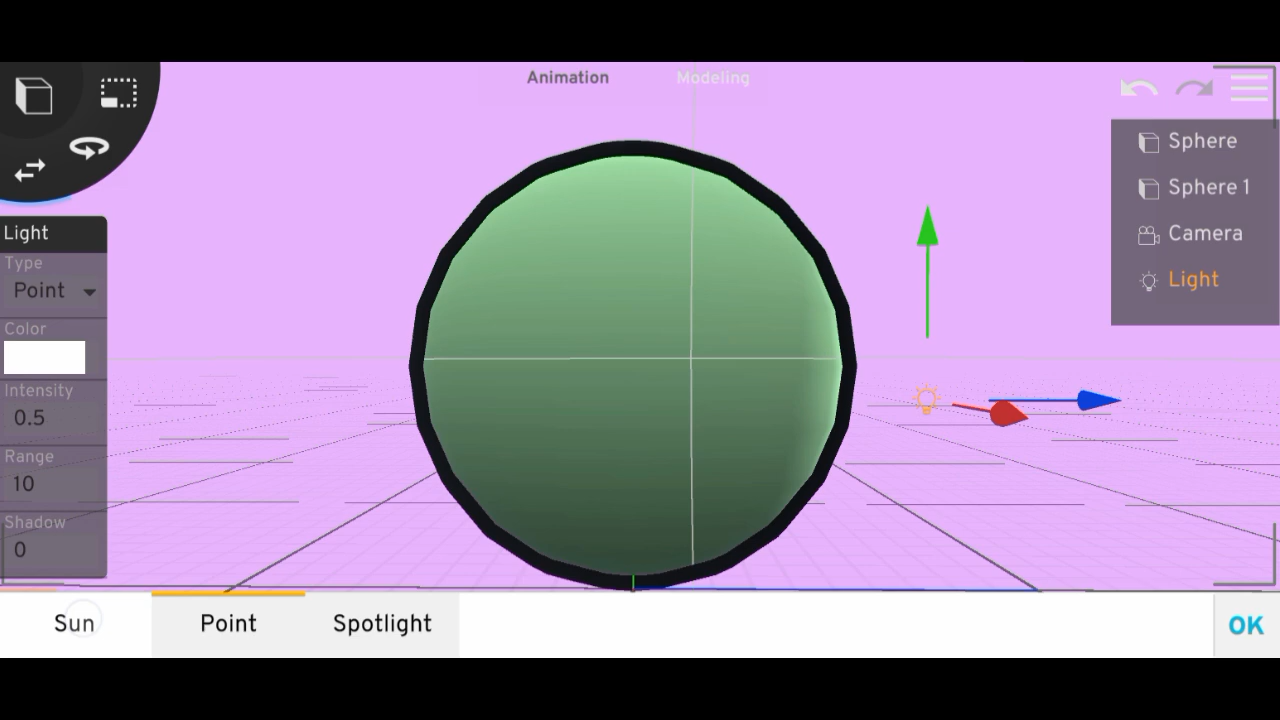 Animation
Modeling
Sphere
Sphere 1
Camera
Light
Light
Type
Point
Color
Intensity
0.5
Range
10
Shadow
0
Sun
Point
Spotlight
OK